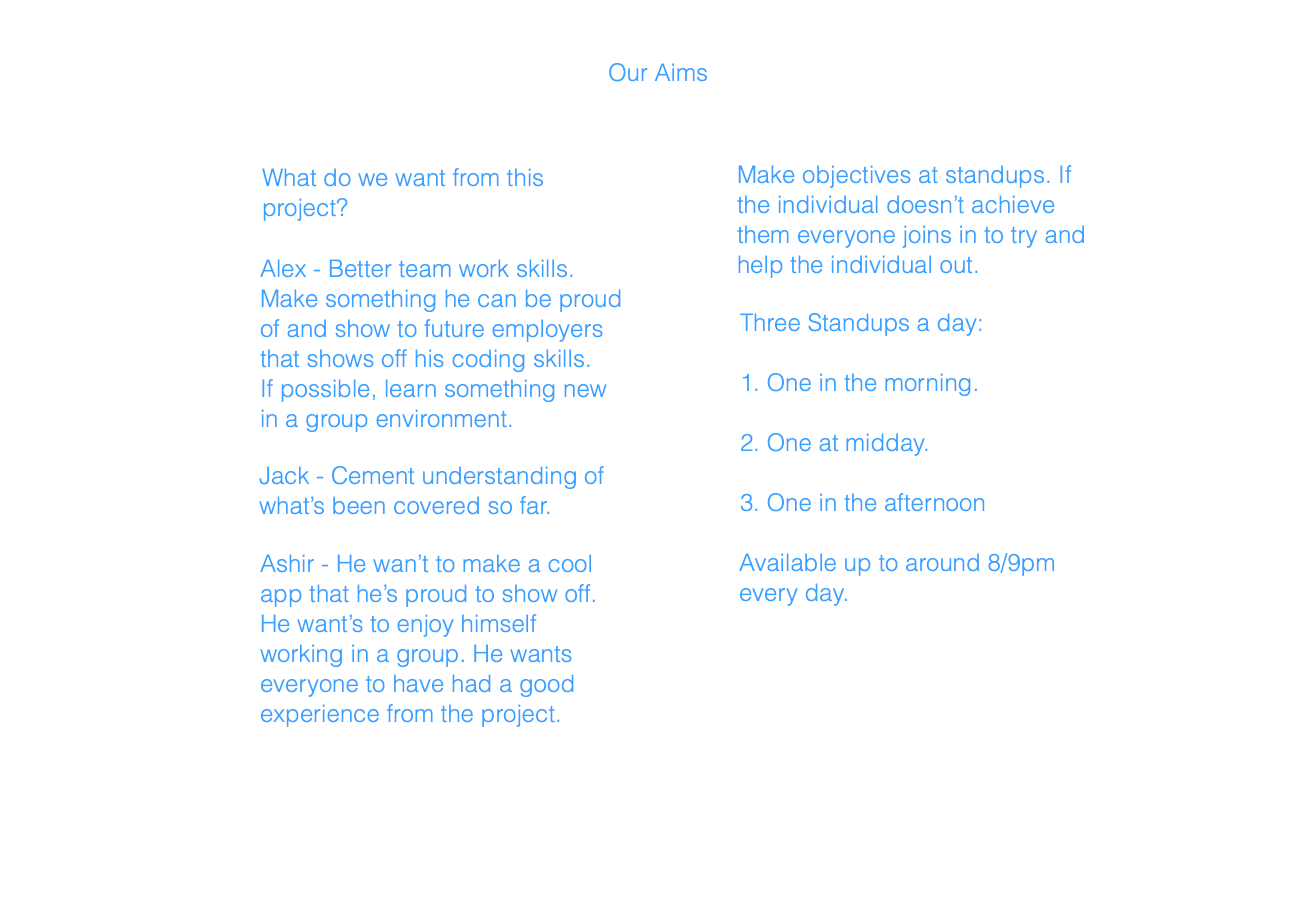 Our Aims
What do we want from this
project?
Alex - Better team work skills.
Make something he can be proud
of and show to future employers
that shows off his coding skills.
If possible, learn something new
in a group environment.
Jack - Cement understanding of
what’s been covered so far.
Ashir - He wan’t to make a cool
app that he’s proud to show off.
He want’s to enjoy himself
working in a group. He wants
everyone to have had a good
experience from the project.
Make objectives at standups. If
the individual doesn’t achieve
them everyone joins in to try and
help the individual out.
Three Standups a day:
1. One in the morning.
2. One at midday.
3. One in the afternoon
Available up to around 8/9pm
every day.